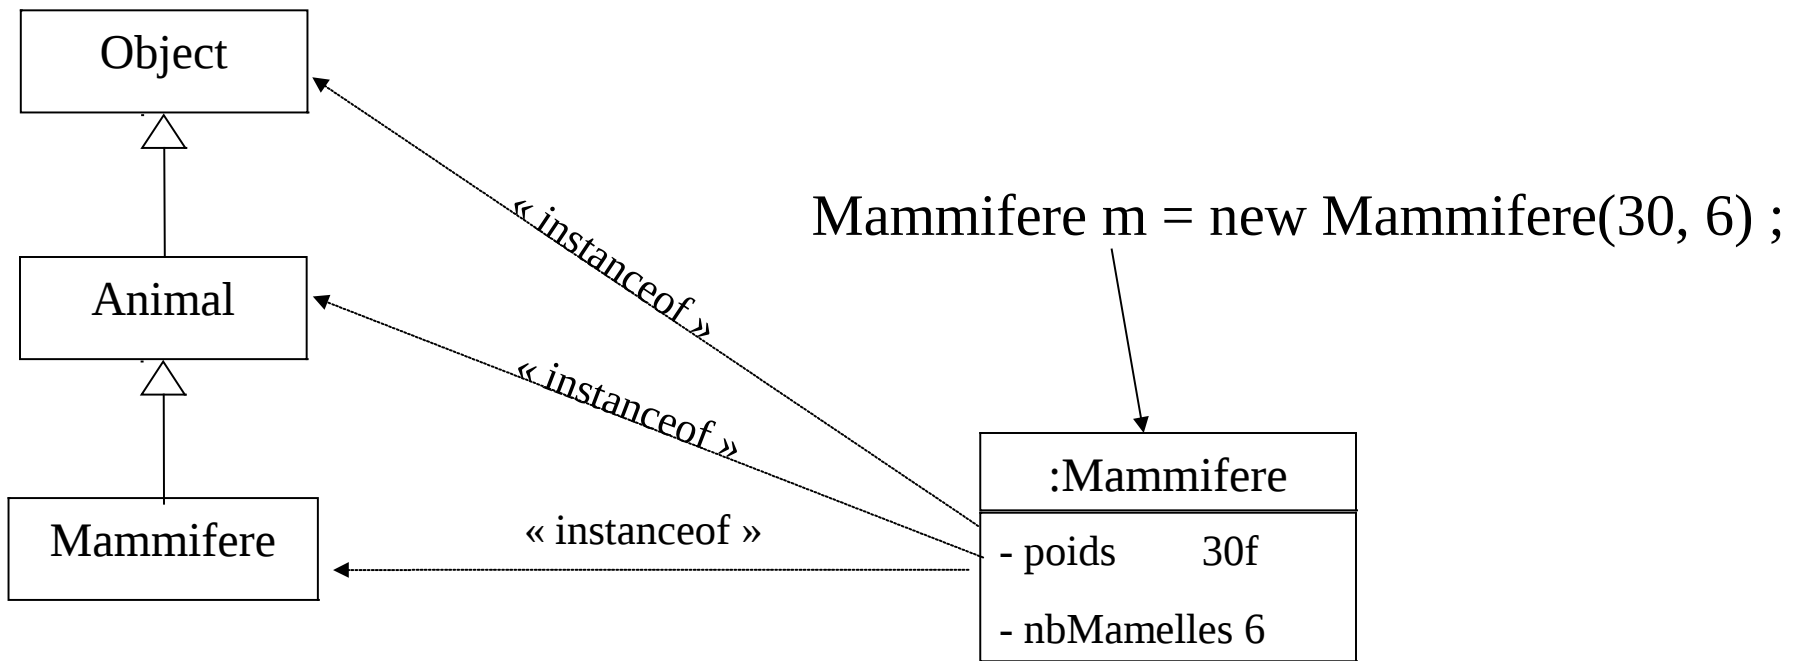 Object
« instanceof »
Mammifere m = new Mammifere(30, 6) ;
Animal
« instanceof »
:Mammifere
Mammifere
« instanceof »
- poids 30f
- nbMamelles 6